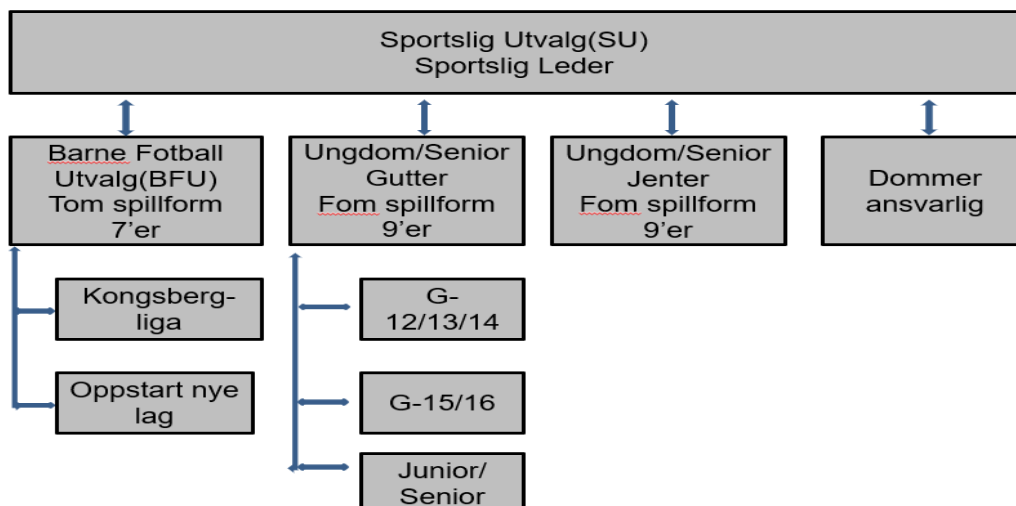 Sportslig Utvalg(SU)
Sportslig Leder
Barne Fotball
Utvalg(BFU)
Tom spillform
7'er
Ungdom/Senior
Gutter
Fom spillform
9'er
Ungdom/Senior
Jenter
Fom spillform
9'er
Dommer
ansvarlig
Kongsberg-
liga
Oppstart nye
lag
G-
12/13/14
G-15/16
Junior/
Senior